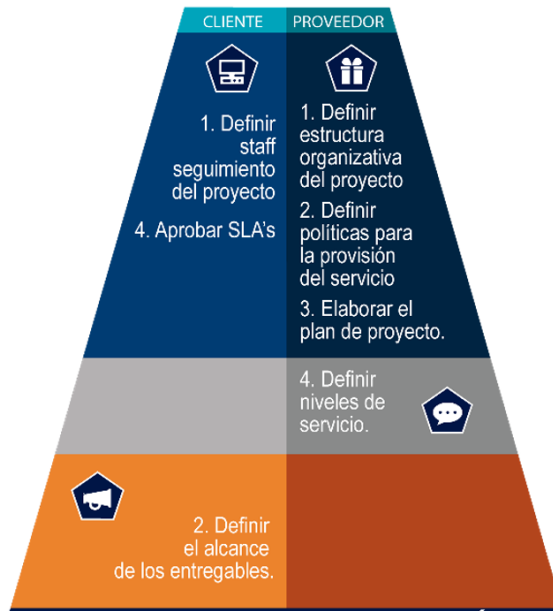 CLIENTE
PROVEEDOR
1. Definir
staff
seguimiento
del proyecto
4. Aprobar SLA's
1. Definir
estructura
organizativa
del proyecto
2. Definir
políticas para
la provisión
del servicio
3. Elaborar el
plan de proyecto.
4. Definir
niveles de
servicio.
2. Definir
el alcance
de los entregables.